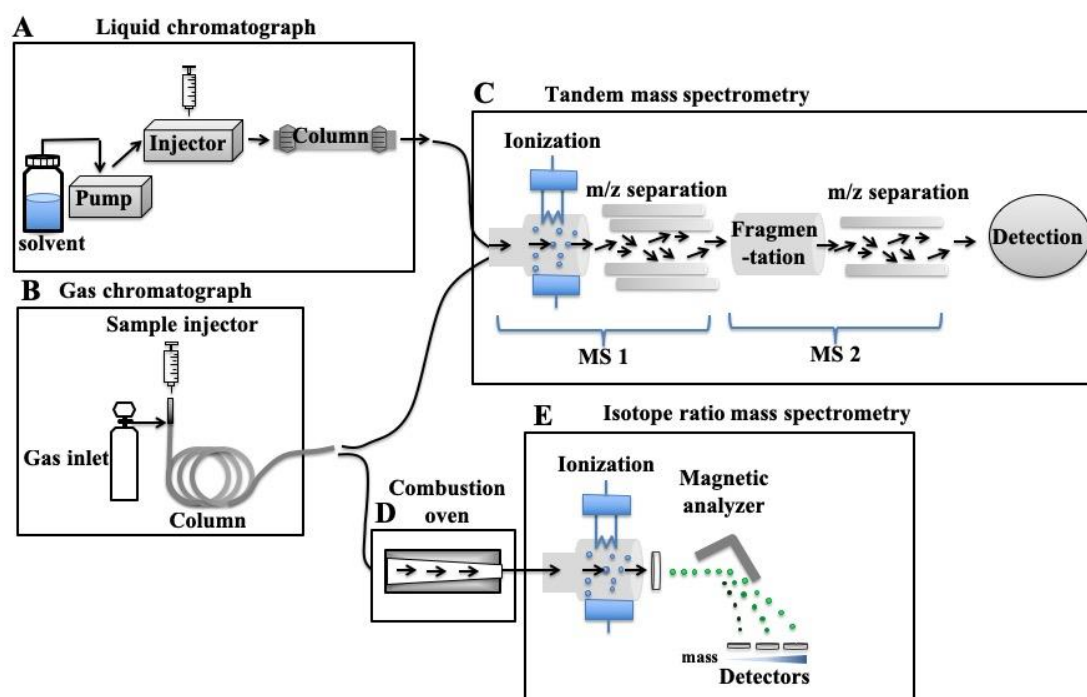 A
Liquid chromatograph
Injector
Column
Pump
solvent
B
Gas chromatograph
Sample injector
Gas inlet
Column
C
Tandem mass spectrometry
Ionization
m/z separation
Fragmen
-tation
m/z separation
Detection
MS 1
MS 2
D
Combustion
oven
E
Isotope ratio mass spectrometry
Ionization
Magnetic
analyzer
mass
Detectors